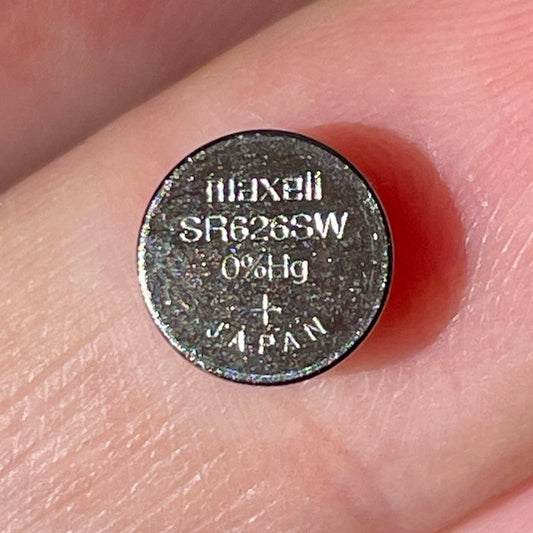 maxell
SR626SW
0%Hg
+
JAPAN